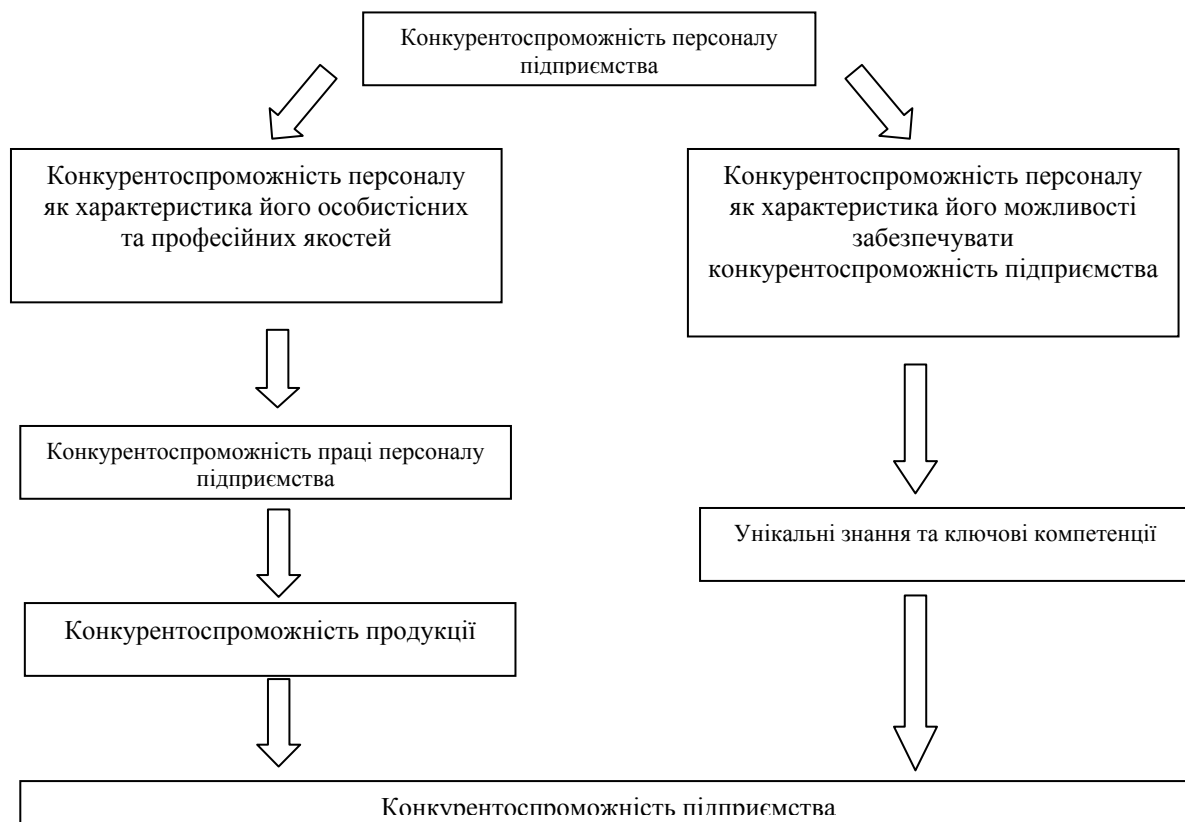 Конкурентоспроможність персоналу
підприємства
Конкурентоспроможність персоналу
як характеристика його особистісних
та професійних якостей
Конкурентоспроможність персоналу
як характеристика його можливості
забезпечувати
конкурентоспроможність підприємства
Конкурентоспроможність праці персоналу
підприємства
Унікальні знання та ключові компетенції
Конкурентоспроможність продукції
Конкурентоспроможність підприємства